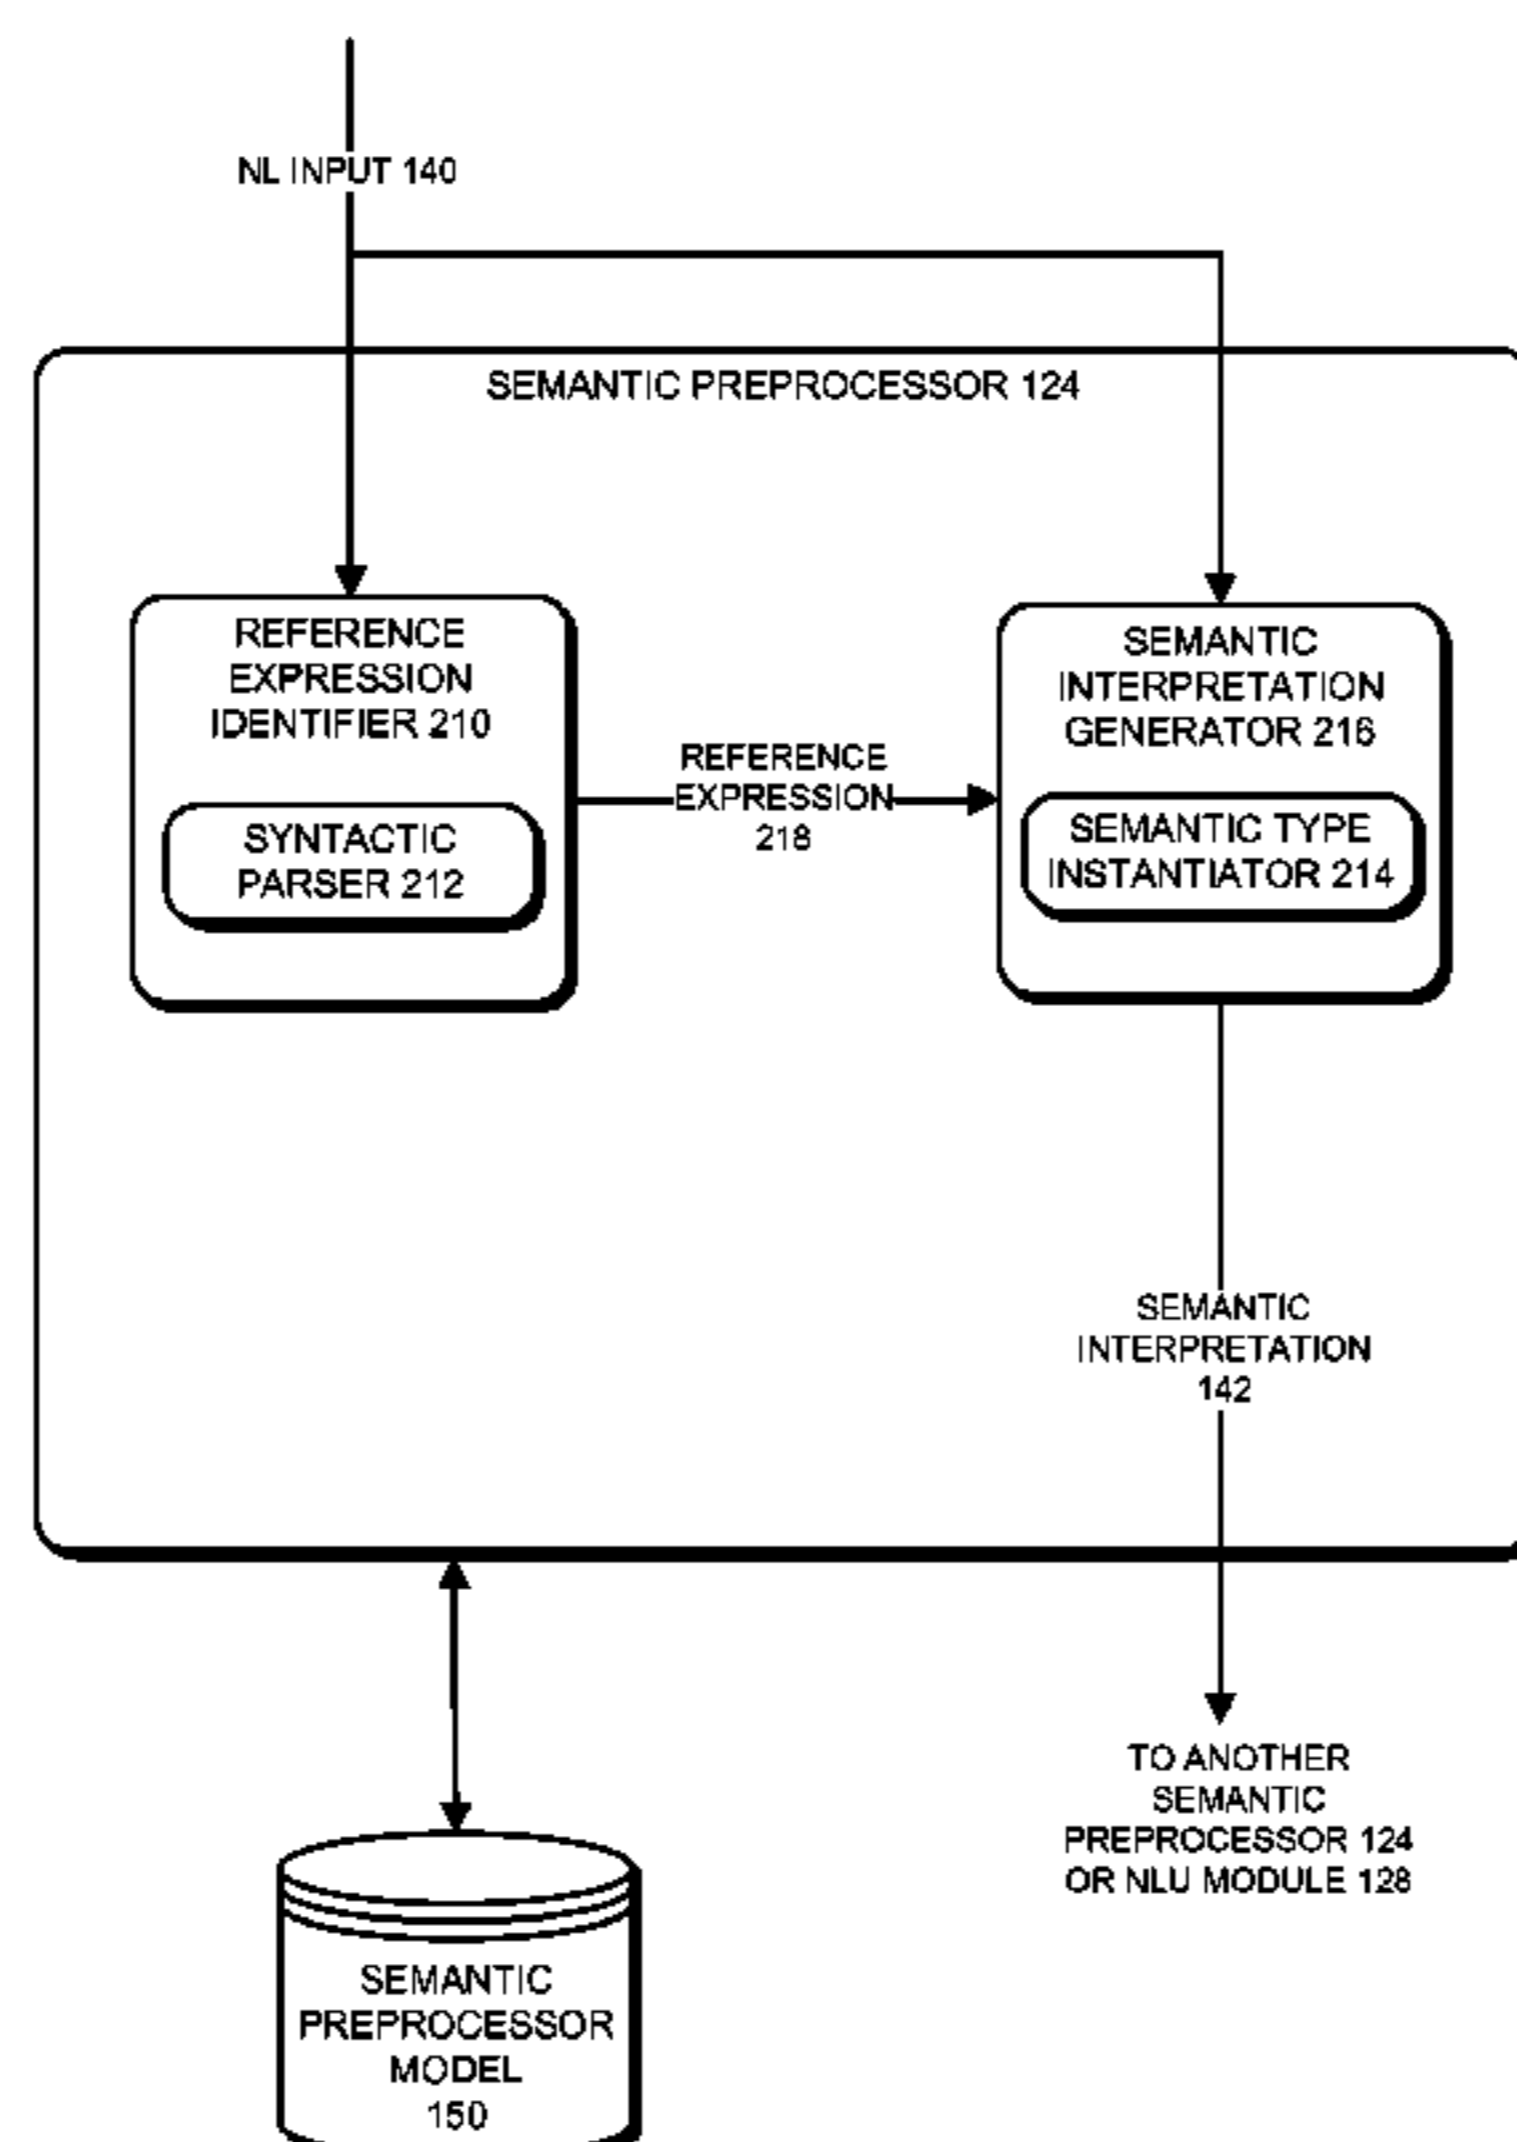 NL INPUT 140
SEMANTIC PREPROCESSOR 124
REFERENCE
EXPRESSION
IDENTIFIER 210
SYNTACTIC
PARSER 212
REFERENCE
EXPRESSION
218
SEMANTIC
INTERPRETATION
GENERATOR 216
SEMANTIC TYPE
INSTANTIATOR 214
SEMANTIC
INTERPRETATION
142
TO ANOTHER
SEMANTIC
PREPROCESSOR 124
OR NLU MODULE 128
SEMANTIC
PREPROCESSOR
MODEL
150